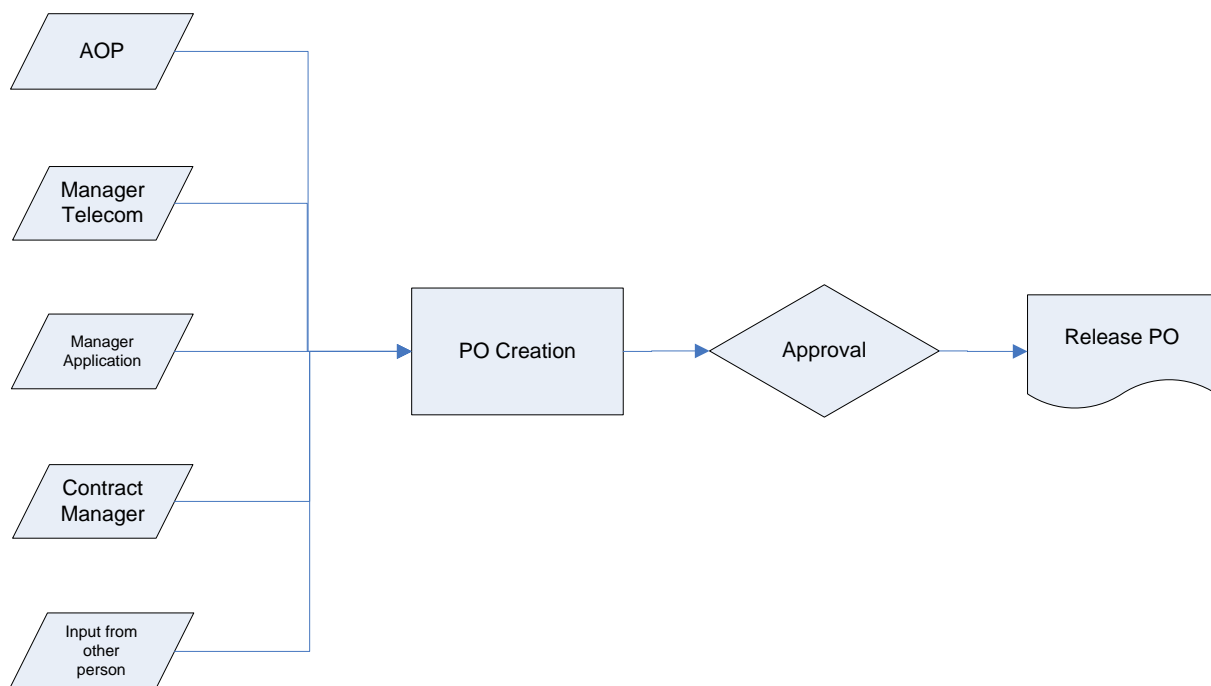 AOP
Manager
Telecom
Manager
Application
Contract
Manager
Input from
other
person
PO Creation
Approval
Release PO